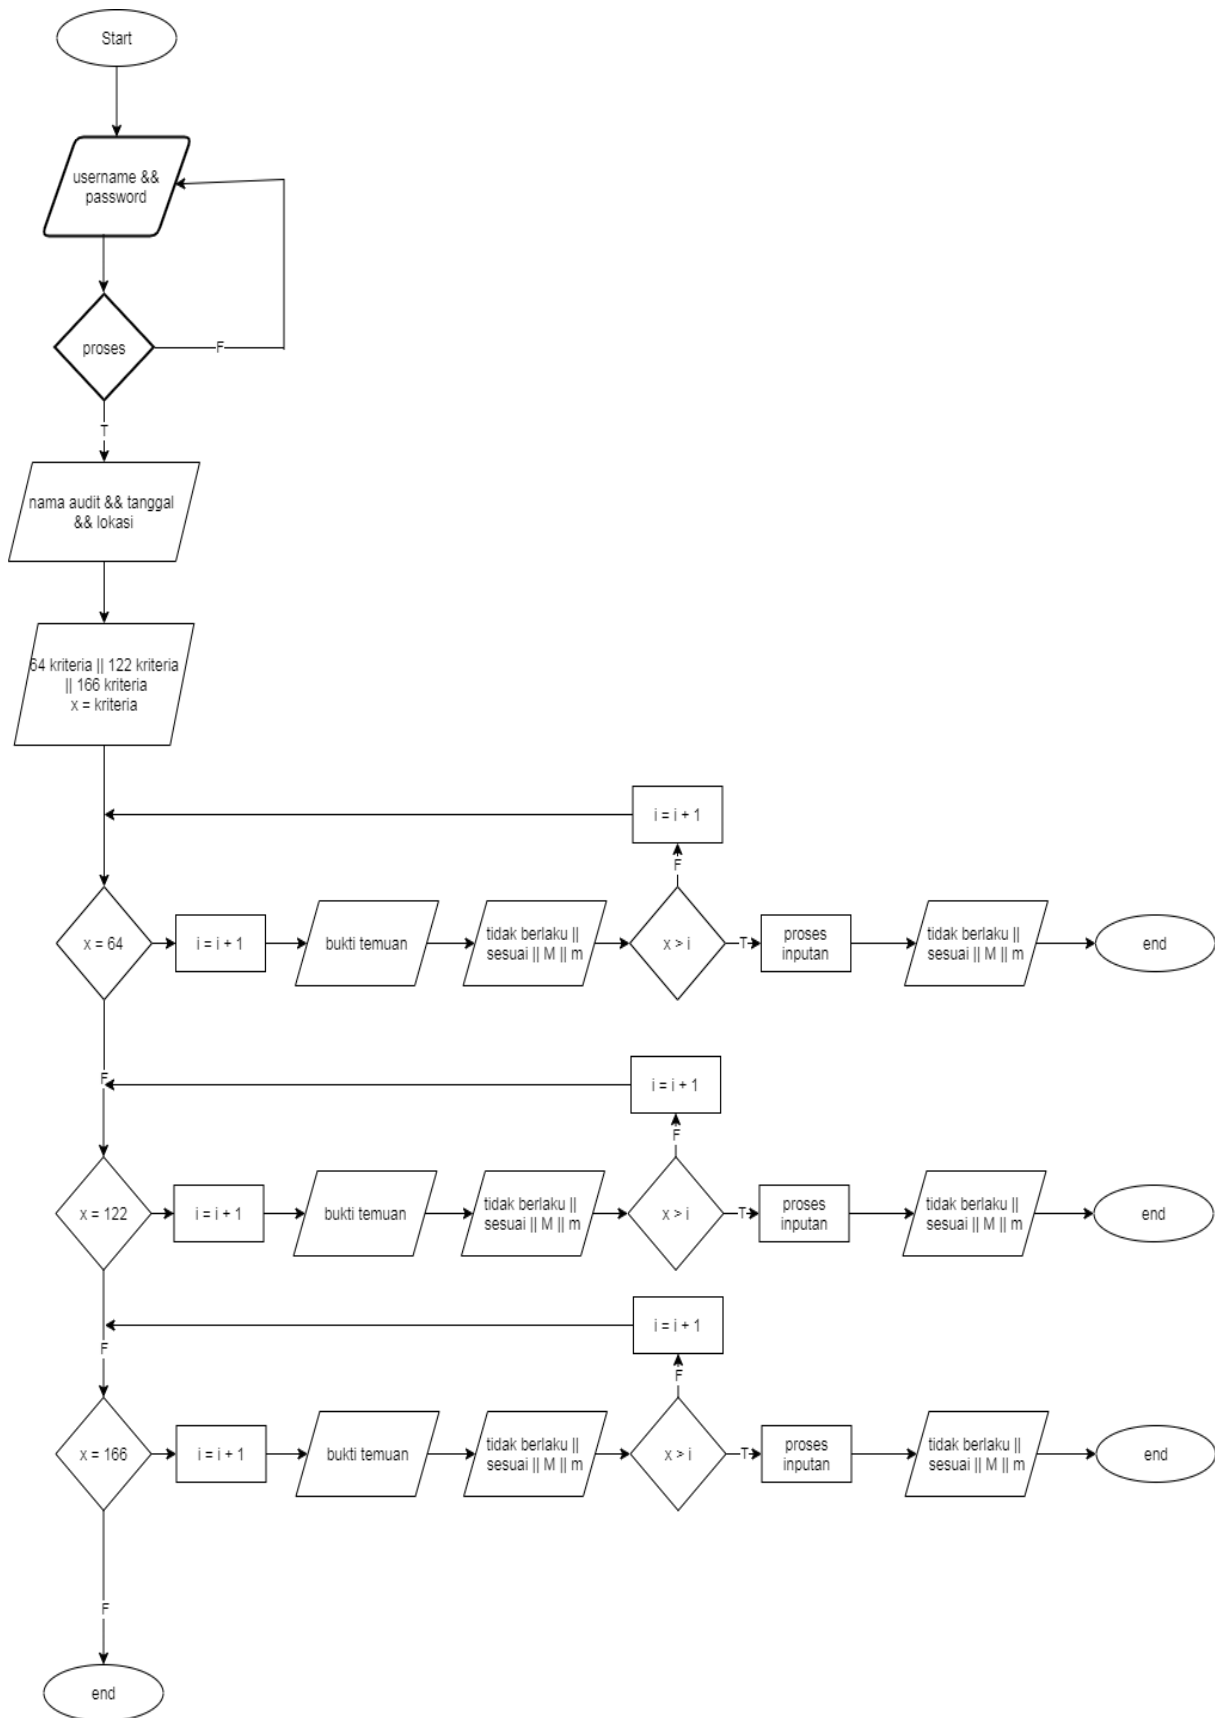 Start
username &&
password
proses
F
T
nama audit && tanggal
&& lokasi
64 kriteria || 122 kriteria
|| 166 kriteria
x = kriteria
i = i + 1
F
x = 64
i = i + 1
bukti temuan
tidak berlaku ||
sesuai || M || m
x > i
T
proses
inputan
tidak berlaku ||
sesuai || M || m
end
F
i = i + 1
F
x = 122
i = i + 1
bukti temuan
tidak berlaku ||
sesuai || M || m
x > i
T
proses
inputan
tidak berlaku ||
sesuai || M || m
end
F
i = i + 1
F
x = 166
i = i + 1
bukti temuan
tidak berlaku ||
sesuai || M || m
x > i
T
proses
inputan
tidak berlaku ||
sesuai || M || m
end
F
end